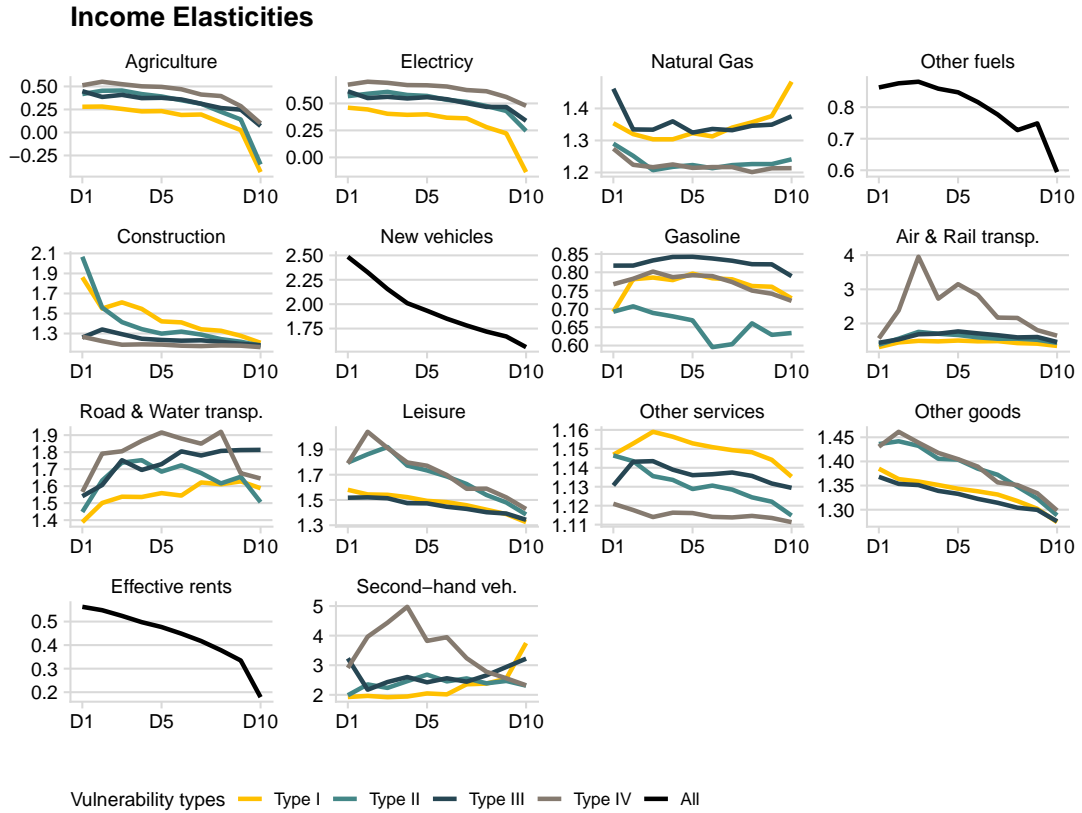 Income Elasticities
Agriculture Electricy Natural Gas Other fuels
0.50 0.25 0.00 −0.25
0.50 0.25 0.00
1.4 1.3 1.2
0.8 0.7 0.6
D1 D5 D10 D1 D5 D10 D1 D5 D10 D1 D5 D10
Construction New vehicles Gasoline Air & Rail transp.
2.1 1.9 1.7 1.5 1.3
2.50 2.25 2.00 1.75
0.85 0.80 0.75 0.70 0.65 0.60
4 3 2
D1 D5 D10 D1 D5 D10 D1 D5 D10 D1 D5 D10
Road & Water transp. Leisure Other services Other goods
1.9 1.8 1.7 1.6 1.5 1.4
1.9 1.7 1.5 1.3
1.16 1.15 1.14 1.13 1.12 1.11
1.45 1.40 1.35 1.30
D1 D5 D10 D1 D5 D10 D1 D5 D10 D1 D5 D10
Effective rents Second−hand veh.
0.5 0.4 0.3 0.2
5 4 3 2
D1 D5 D10 D1 D5 D10
Vulnerability types Type I Type II Type III Type IV All